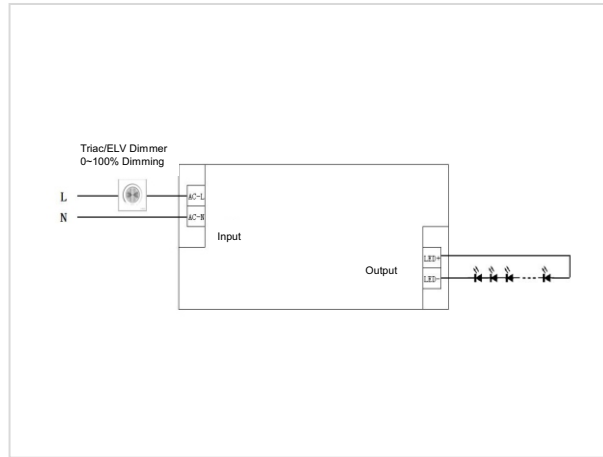 Triac/ELV Dimmer
0~100% Dimming
L
N
AC-L
AC-N
Input
Output
LED+
LED-